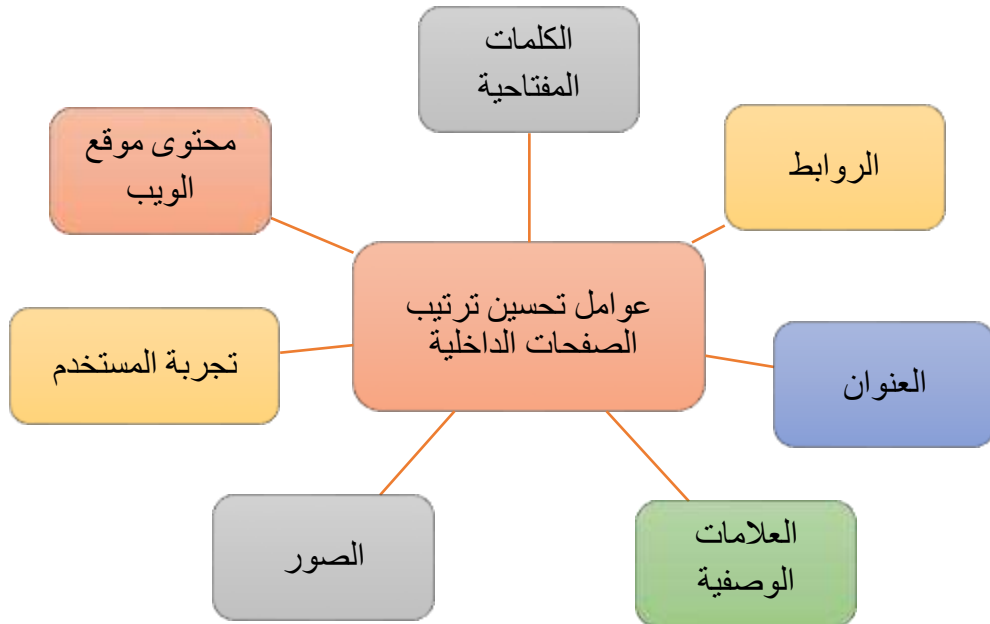 الكلمات
المفتاحية
الروابط
محتوى موقع
الويب
عوامل تحسين ترتيب
الصفحات الداخلية
العنوان
تجربة المستخدم
العلامات
الوصفية
الصور